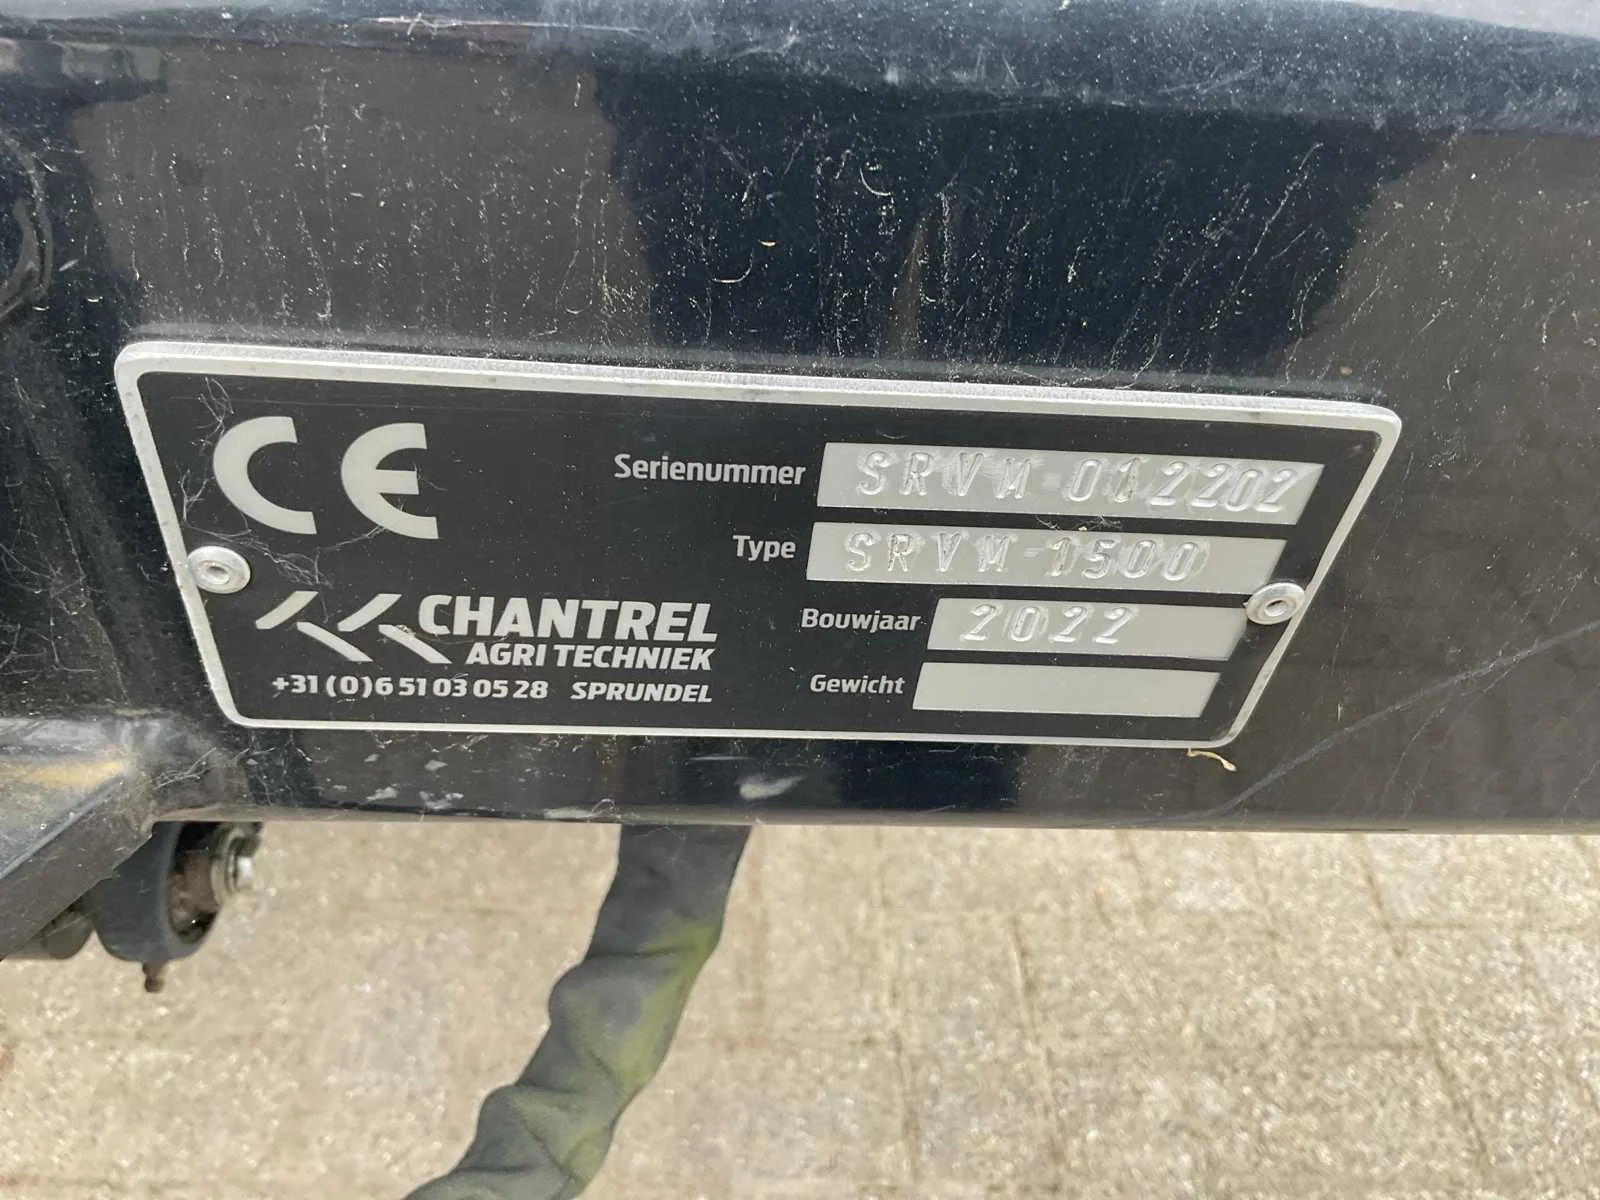 CE
Serienummer SRVM-012202
Type SRVM-1500
Bouwjaar 2022
Gewicht
CHANTREL
AGRI TECHNIEK
+31(0)6 51 03 05 28 SPRUNDEL